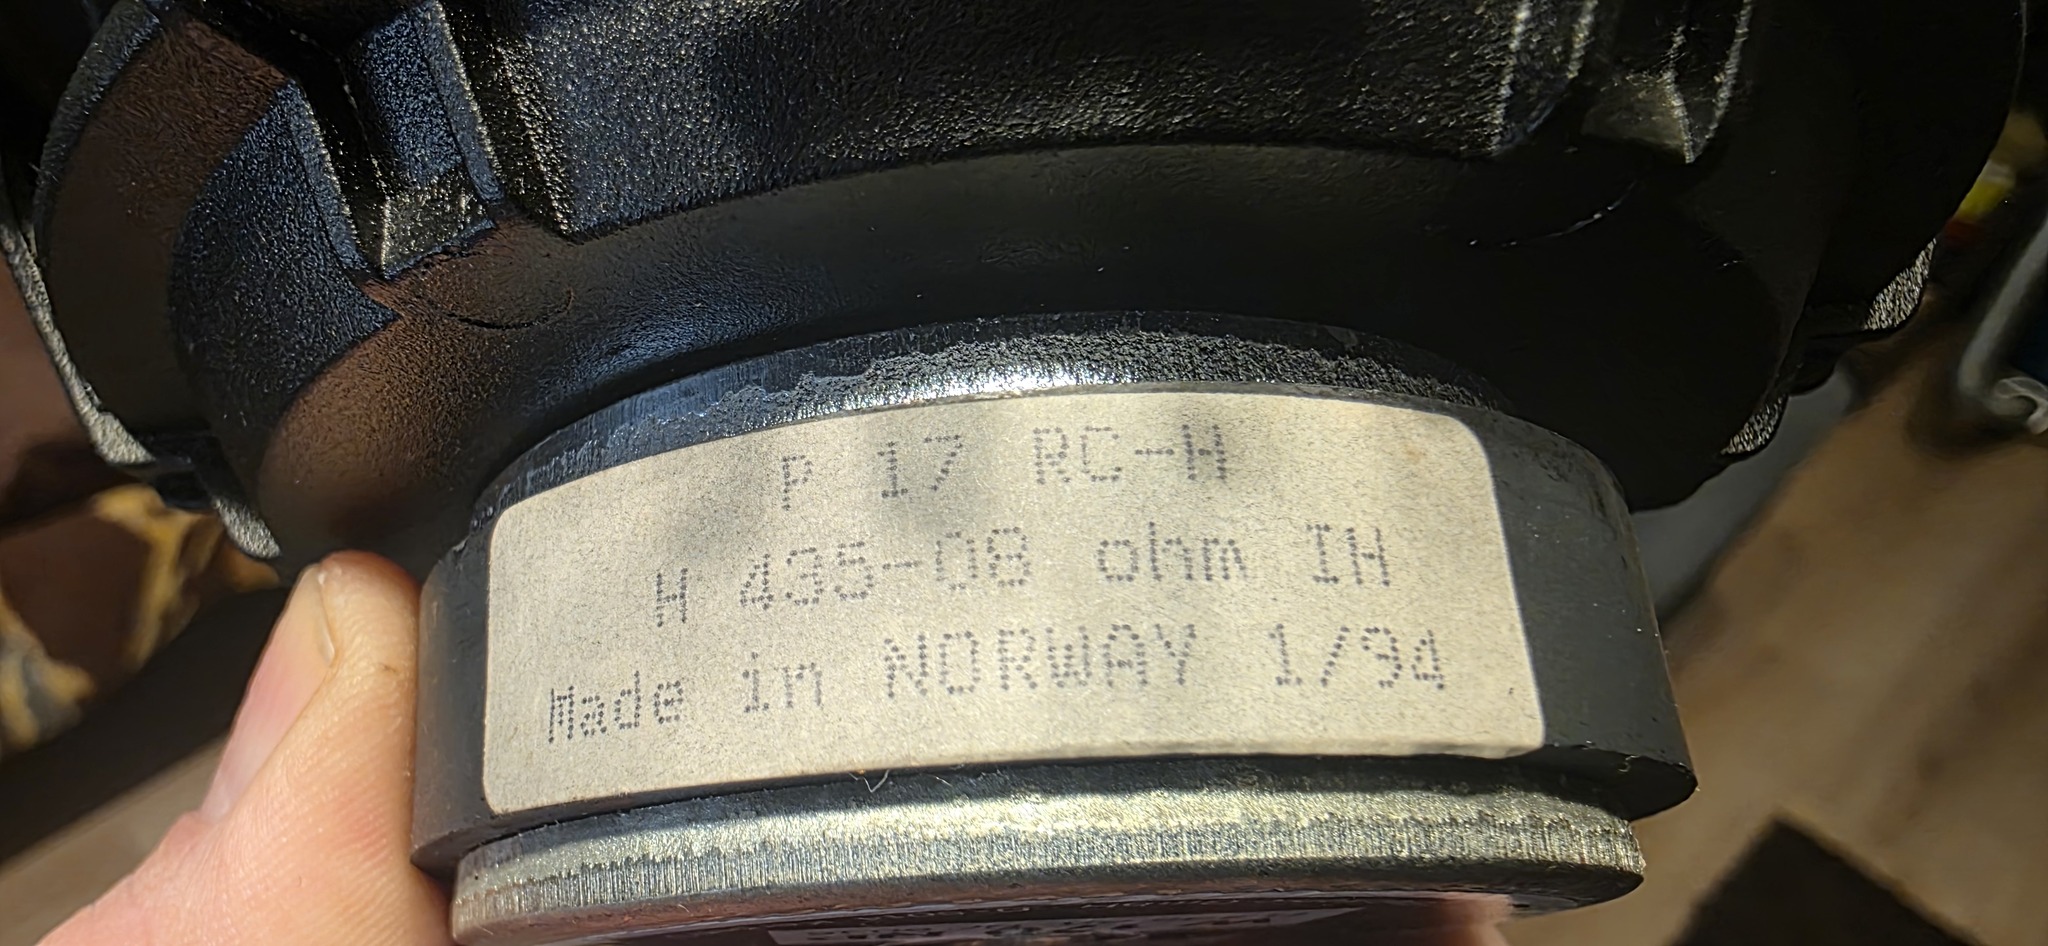 P 17 RC-H
H 435-08 ohm IH
Made in NORWAY 1/94